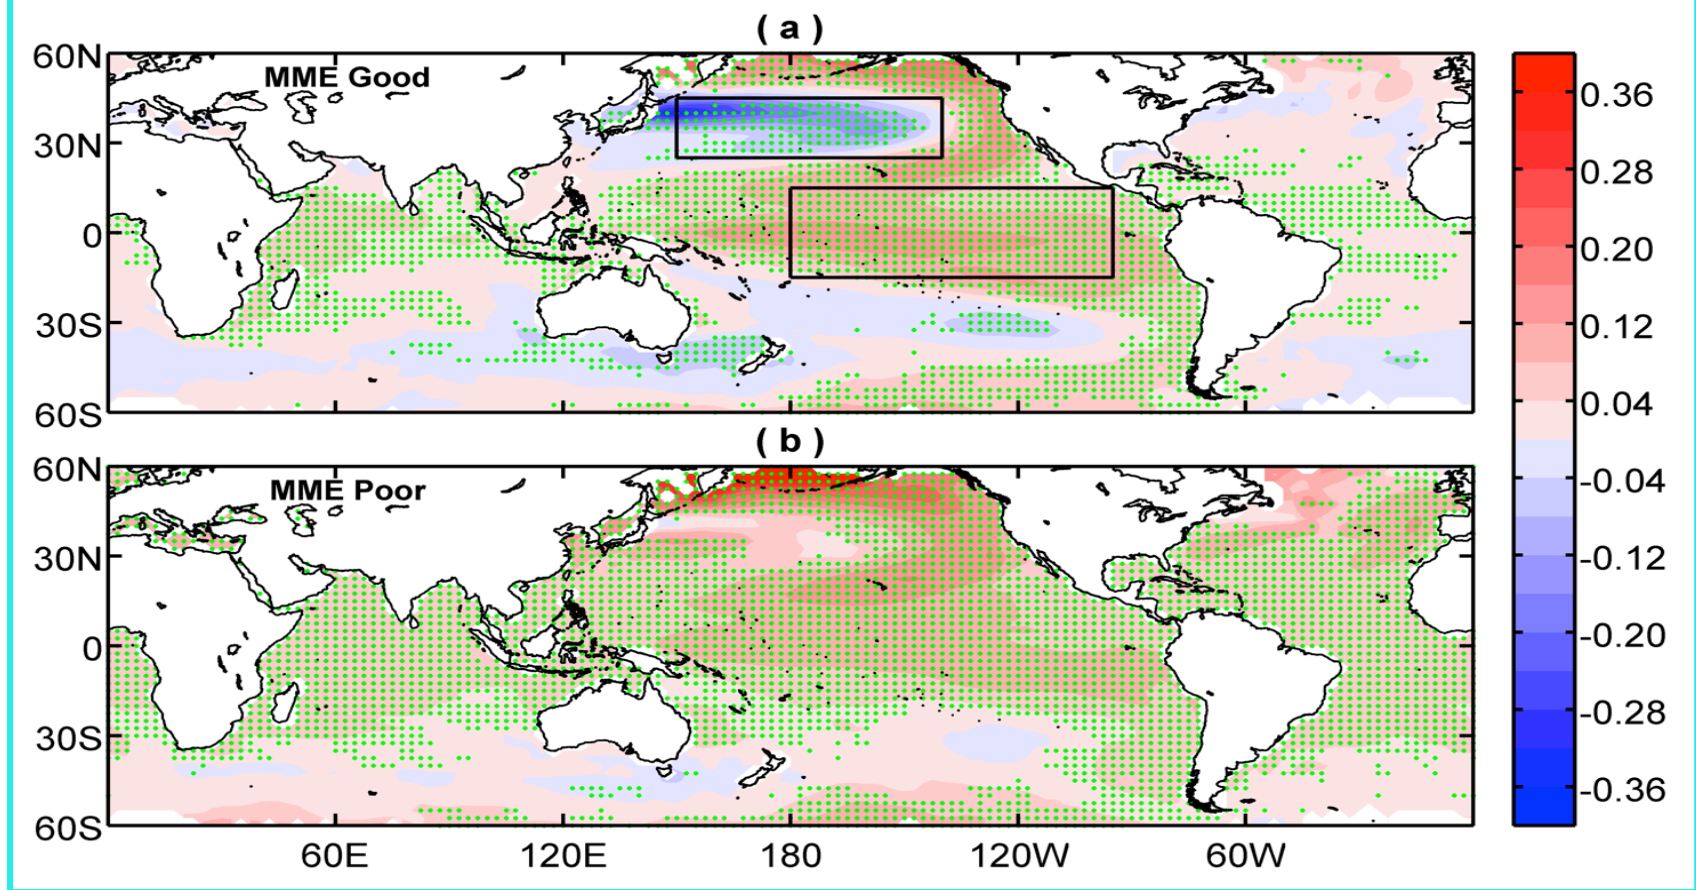 ( a )
60N
MME Good
30N
0
30S
60S
( b )
60N
MME Poor
30N
0
30S
60S
60E 120E 180 120W 60W
0.36
0.28
0.20
0.12
0.04
-0.04
-0.12
-0.20
-0.28
-0.36